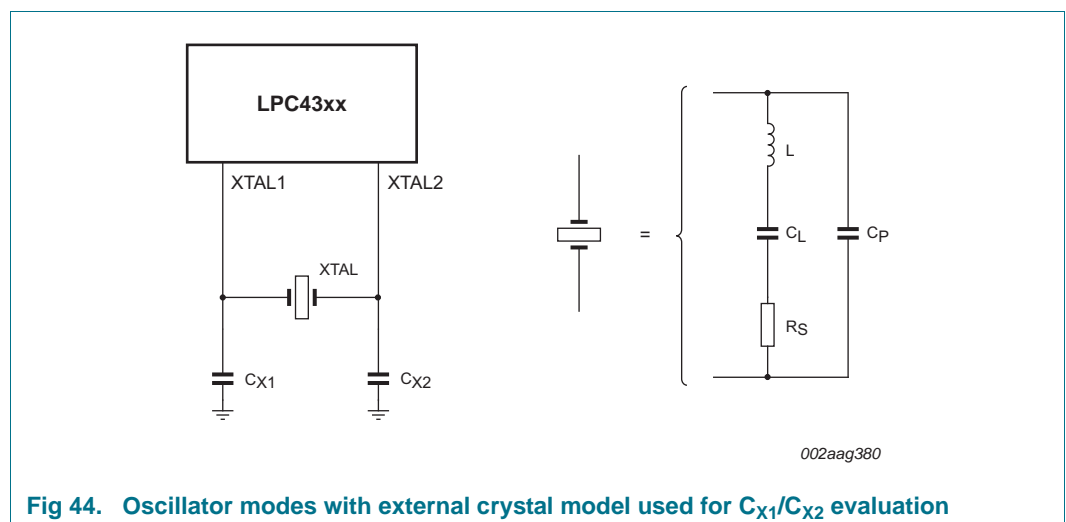 LPC43xx
XTAL1
XTAL2
XTAL
CX1
CX2
=
L
CL
CP
RS
002aag380
Fig 44. Oscillator modes with external crystal model used for CX1/CX2 evaluation